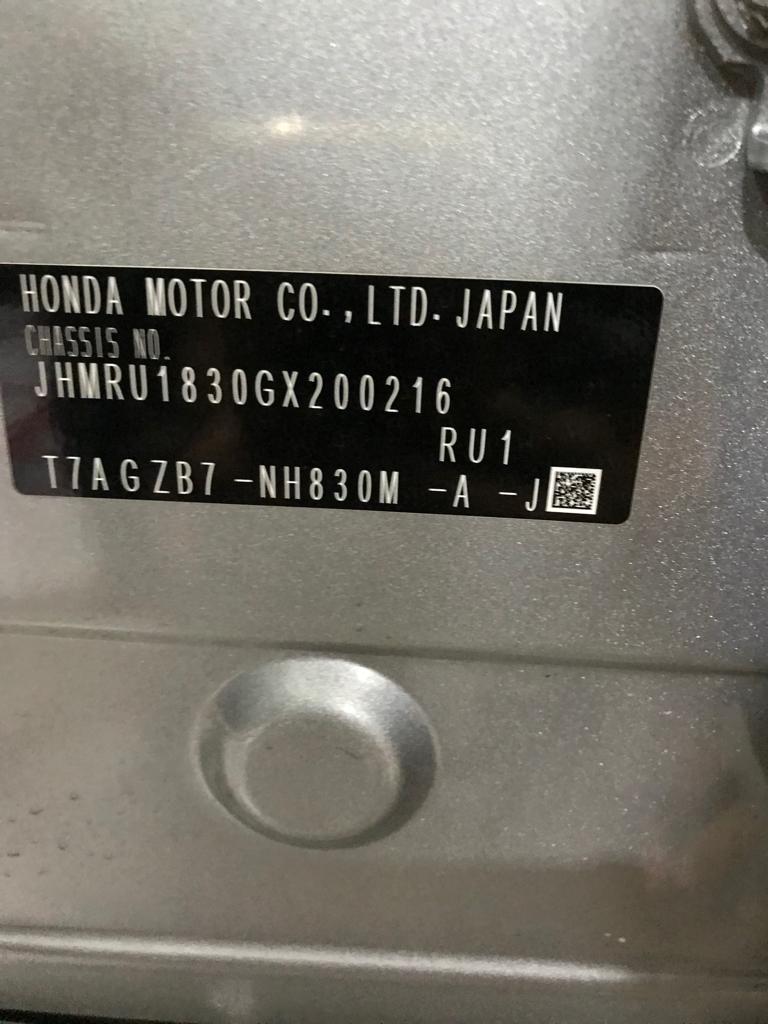 HONDA MOTOR CO.,LTD. JAPAN
CHASSIS NO.
JHMRU1830GX200216
RU1
T7AGZB7 -NH830M -A -J